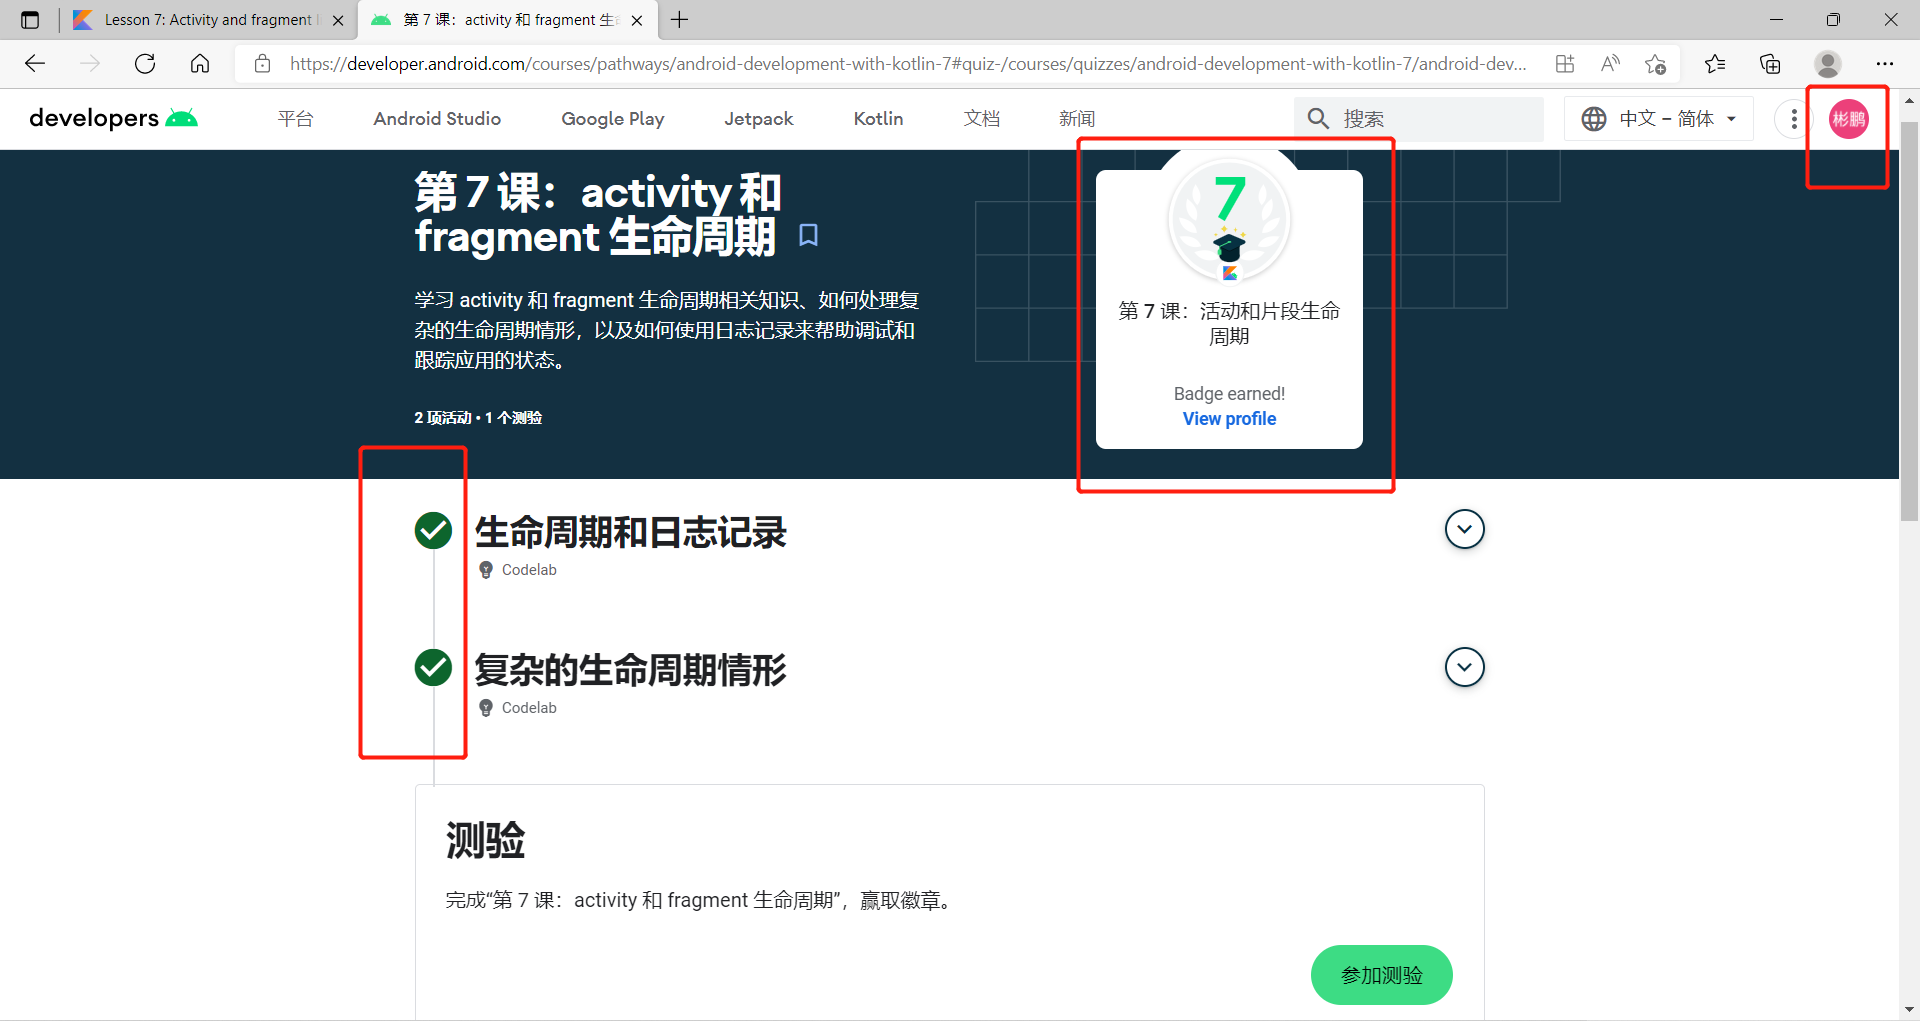 Lesson 7: Activity and fragment
第 7 课：activity 和 fragment 生
https://developer.android.com/courses/pathways/android-development-with-kotlin-7#quiz-/courses/quizzes/android-development-with-kotlin-7/android-dev...
developers
平台
Android Studio
Google Play
Jetpack
Kotlin
文档
新闻
搜索
中文 – 简体
彬鹏
第 7 课：activity 和
fragment 生命周期
学习 activity 和 fragment 生命周期相关知识、如何处理复
杂的生命周期情形，以及如何使用日志记录来帮助调试和
跟踪应用的状态。
2 项活动 • 1 个测验
7
第 7 课：活动和片段生命
周期
Badge earned!
View profile
生命周期和日志记录
Codelab
复杂的生命周期情形
Codelab
测验
完成“第 7 课：activity 和 fragment 生命周期”，赢取徽章。
参加测验